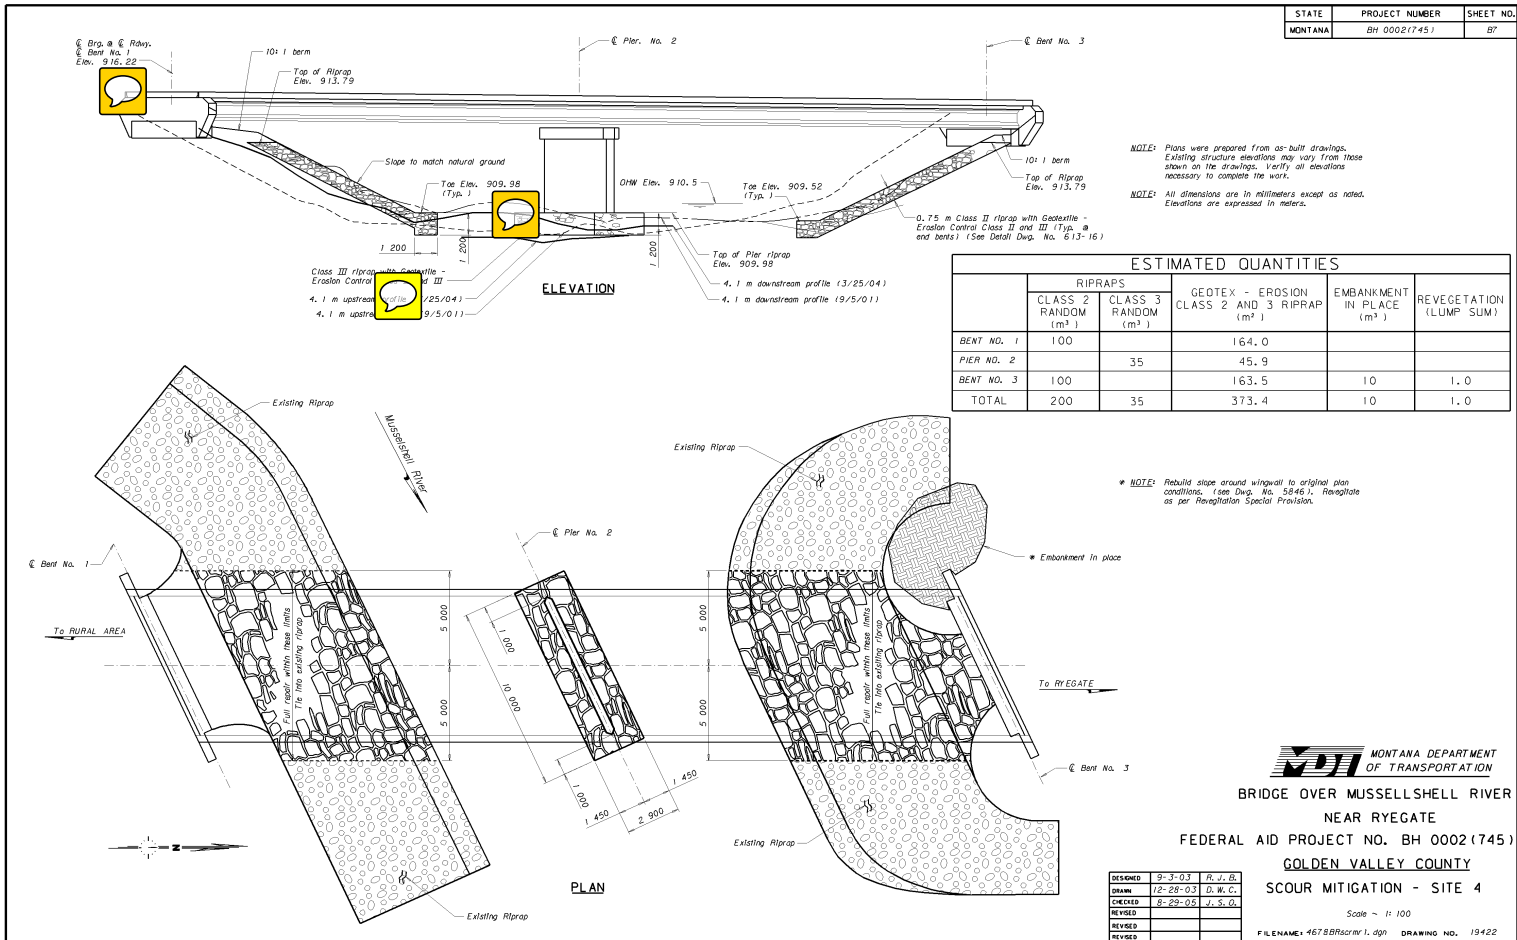 STATE PROJECT NUMBER SHEET NO.
MONTANA BH 0002(745) B7
℄ Brg. @ ℄ Rdwy.
℄ Bent No. 1
Elev. 916.22
10:1 berm
Top of Riprap
Elev. 913.79
℄ Pier. No. 2
℄ Bent No. 3
Slope to match natural ground
Toe Elev. 909.98
(Typ.)
OHW Elev. 910.5
Toe Elev. 909.52
(Typ.)
10:1 berm
Top of Riprap
Elev. 913.79
0.75 m Class II riprap with Geotextile -
Erosion Control Class II and III (Typ. @
end bents) (See Detail Dwg. No. 613-16)
1 200
1 200
1 200
Top of Pier riprap
Elev. 909.98
Class III riprap with Geotextile -
Erosion Control III
4.1 m upstream profile /25/04)
4.1 m upstre 9/5/01)
4.1 m downstream profile (3/25/04)
4.1 m downstream profile (9/5/01)
ELEVATION
NOTE: Plans were prepared from as-built drawings.
Existing structure elevations may vary from those
shown on the drawings. Verify all elevations
necessary to complete the work.
NOTE: All dimensions are in millimeters except as noted.
Elevations are expressed in meters.
ESTIMATED QUANTITIES
RIPRAPS
CLASS 2 RANDOM (m³)
CLASS 3 RANDOM (m³)
GEOTEX - EROSION CLASS 2 AND 3 RIPRAP (m²)
EMBANKMENT IN PLACE (m³)
REVEGETATION (LUMP SUM)
BENT NO. 1 100 164.0
PIER NO. 2 35 45.9
BENT NO. 3 100 163.5 10 1.0
TOTAL 200 35 373.4 10 1.0
* NOTE: Rebuild slope around wingwall to original plan
conditions. (see Dwg. No. 5846). Revegitate
as per Revegitation Special Provision.
Existing Riprap
Musselshell River
Existing Riprap
℄ Pier No. 2
℄ Bent No. 1
* Embankment in place
To RURAL AREA
Full repair within these limits
Tie into existing riprap
5 000
5 000
1 000
10 000
1 000
1 450
1 450
2 900
5 000
5 000
Full repair within these limits
Tie into existing riprap
To RYEGATE
℄ Bent No. 3
N
Existing Riprap
Existing Riprap
PLAN
MDT
MONTANA DEPARTMENT
OF TRANSPORTATION
BRIDGE OVER MUSSELLSHELL RIVER
NEAR RYEGATE
FEDERAL AID PROJECT NO. BH 0002(745)
GOLDEN VALLEY COUNTY
SCOUR MITIGATION - SITE 4
Scale ~ 1:100
FILENAME: 4678BRscrmr1.dgn DRAWING NO. 19422
DESIGNED 9-3-03 R.J.B.
DRAWN 12-28-03 D.W.C.
CHECKED 8-29-05 J.S.O.
REVISED
REVISED
REVISED